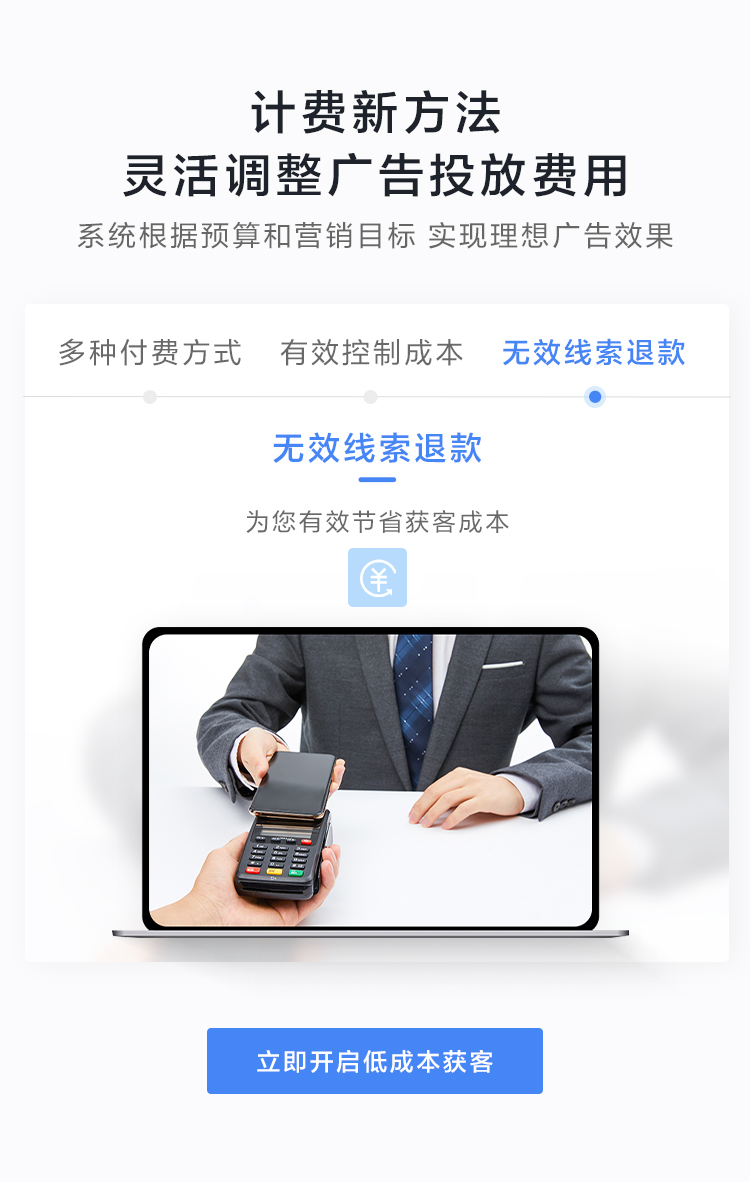 计费新方法
灵活调整广告投放费用
系统根据预算和营销目标 实现理想广告效果
多种付费方式 有效控制成本 无效线索退款
无效线索退款
为您有效节省获客成本
¥
立即开启低成本获客